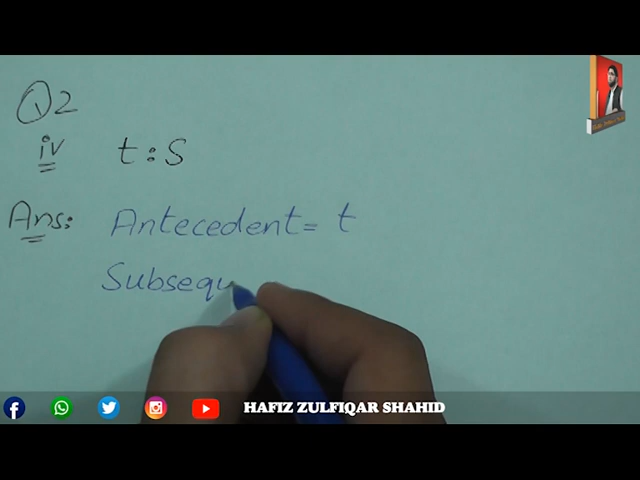 Q2
iv t : S
Ans: Antecedent = t
Subsequ
HAFIZ ZULFIQAR SHAHID